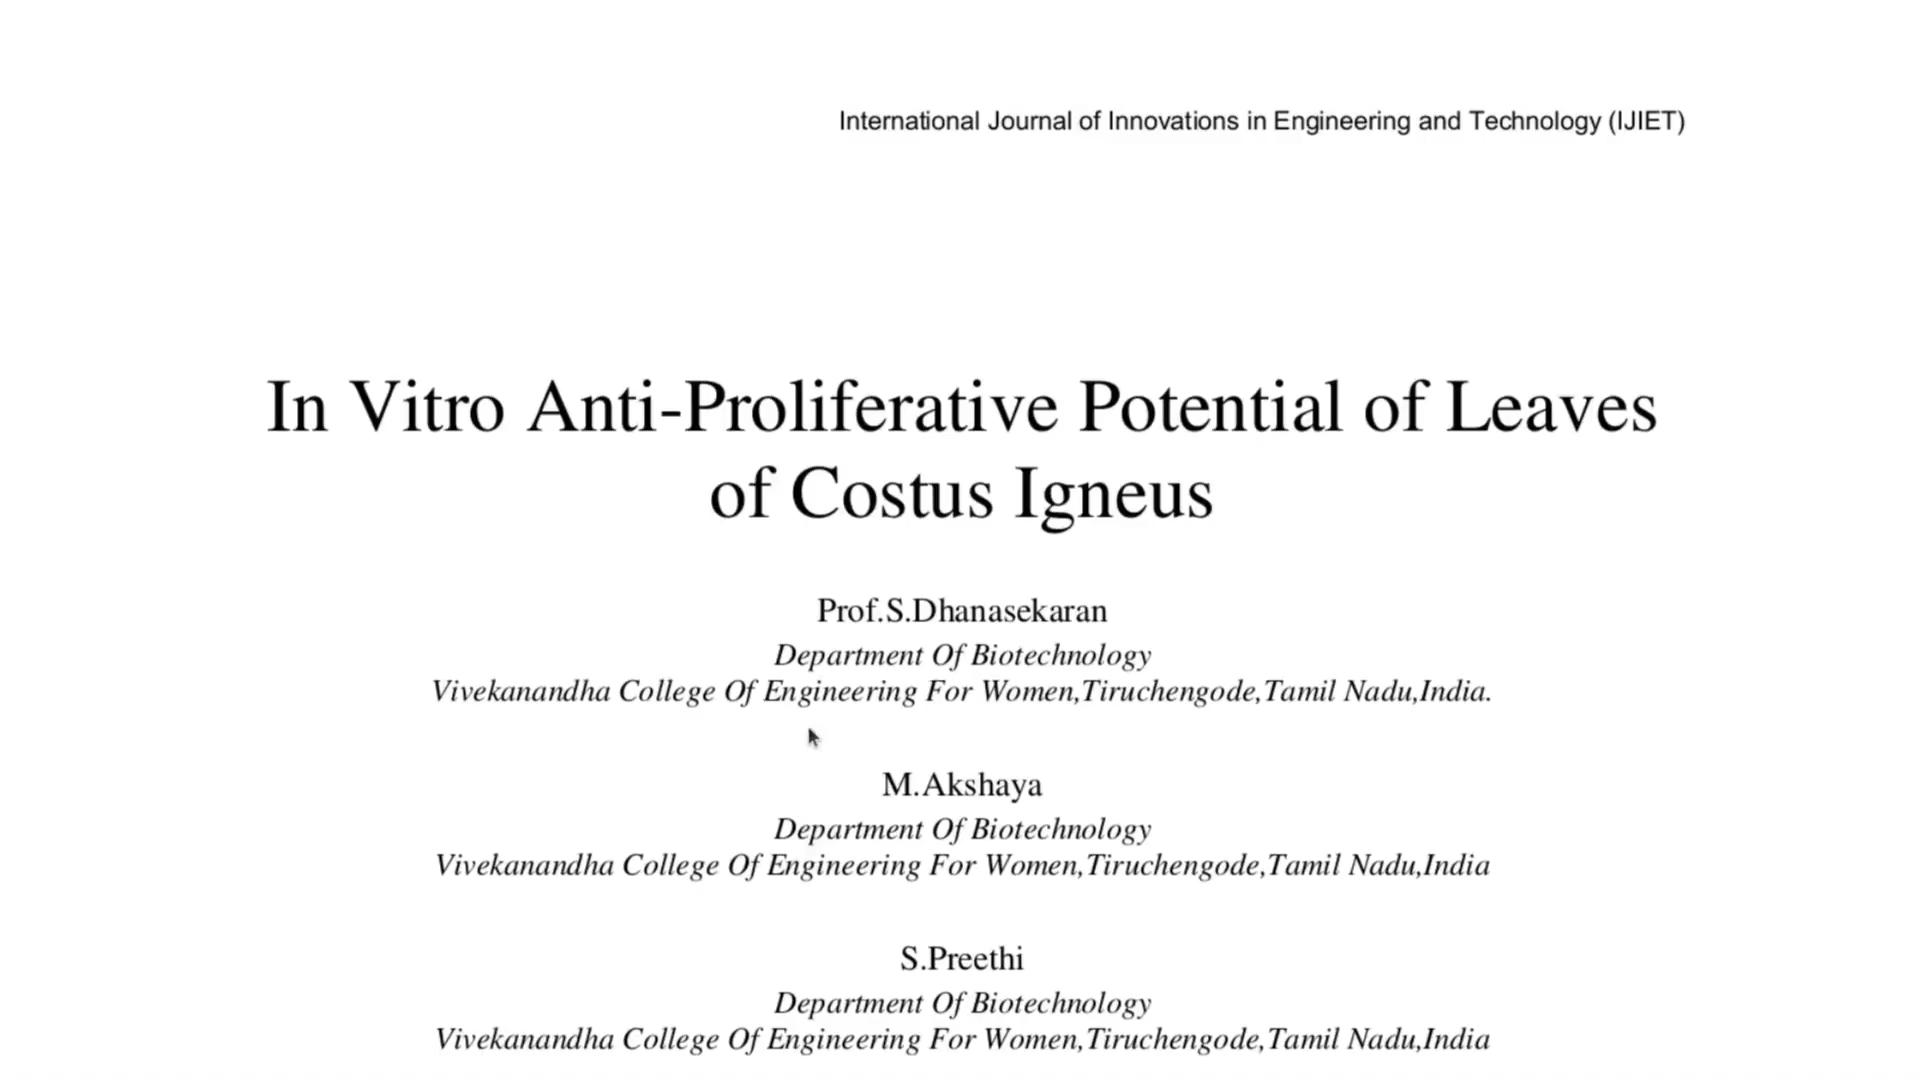 International Journal of Innovations in Engineering and Technology (IJIET)
In Vitro Anti-Proliferative Potential of Leaves
of Costus Igneus
Prof.S.Dhanasekaran
Department Of Biotechnology
Vivekanandha College Of Engineering For Women,Tiruchengode,Tamil Nadu,India.
M.Akshaya
Department Of Biotechnology
Vivekanandha College Of Engineering For Women,Tiruchengode,Tamil Nadu,India
S.Preethi
Department Of Biotechnology
Vivekanandha College Of Engineering For Women,Tiruchengode,Tamil Nadu,India